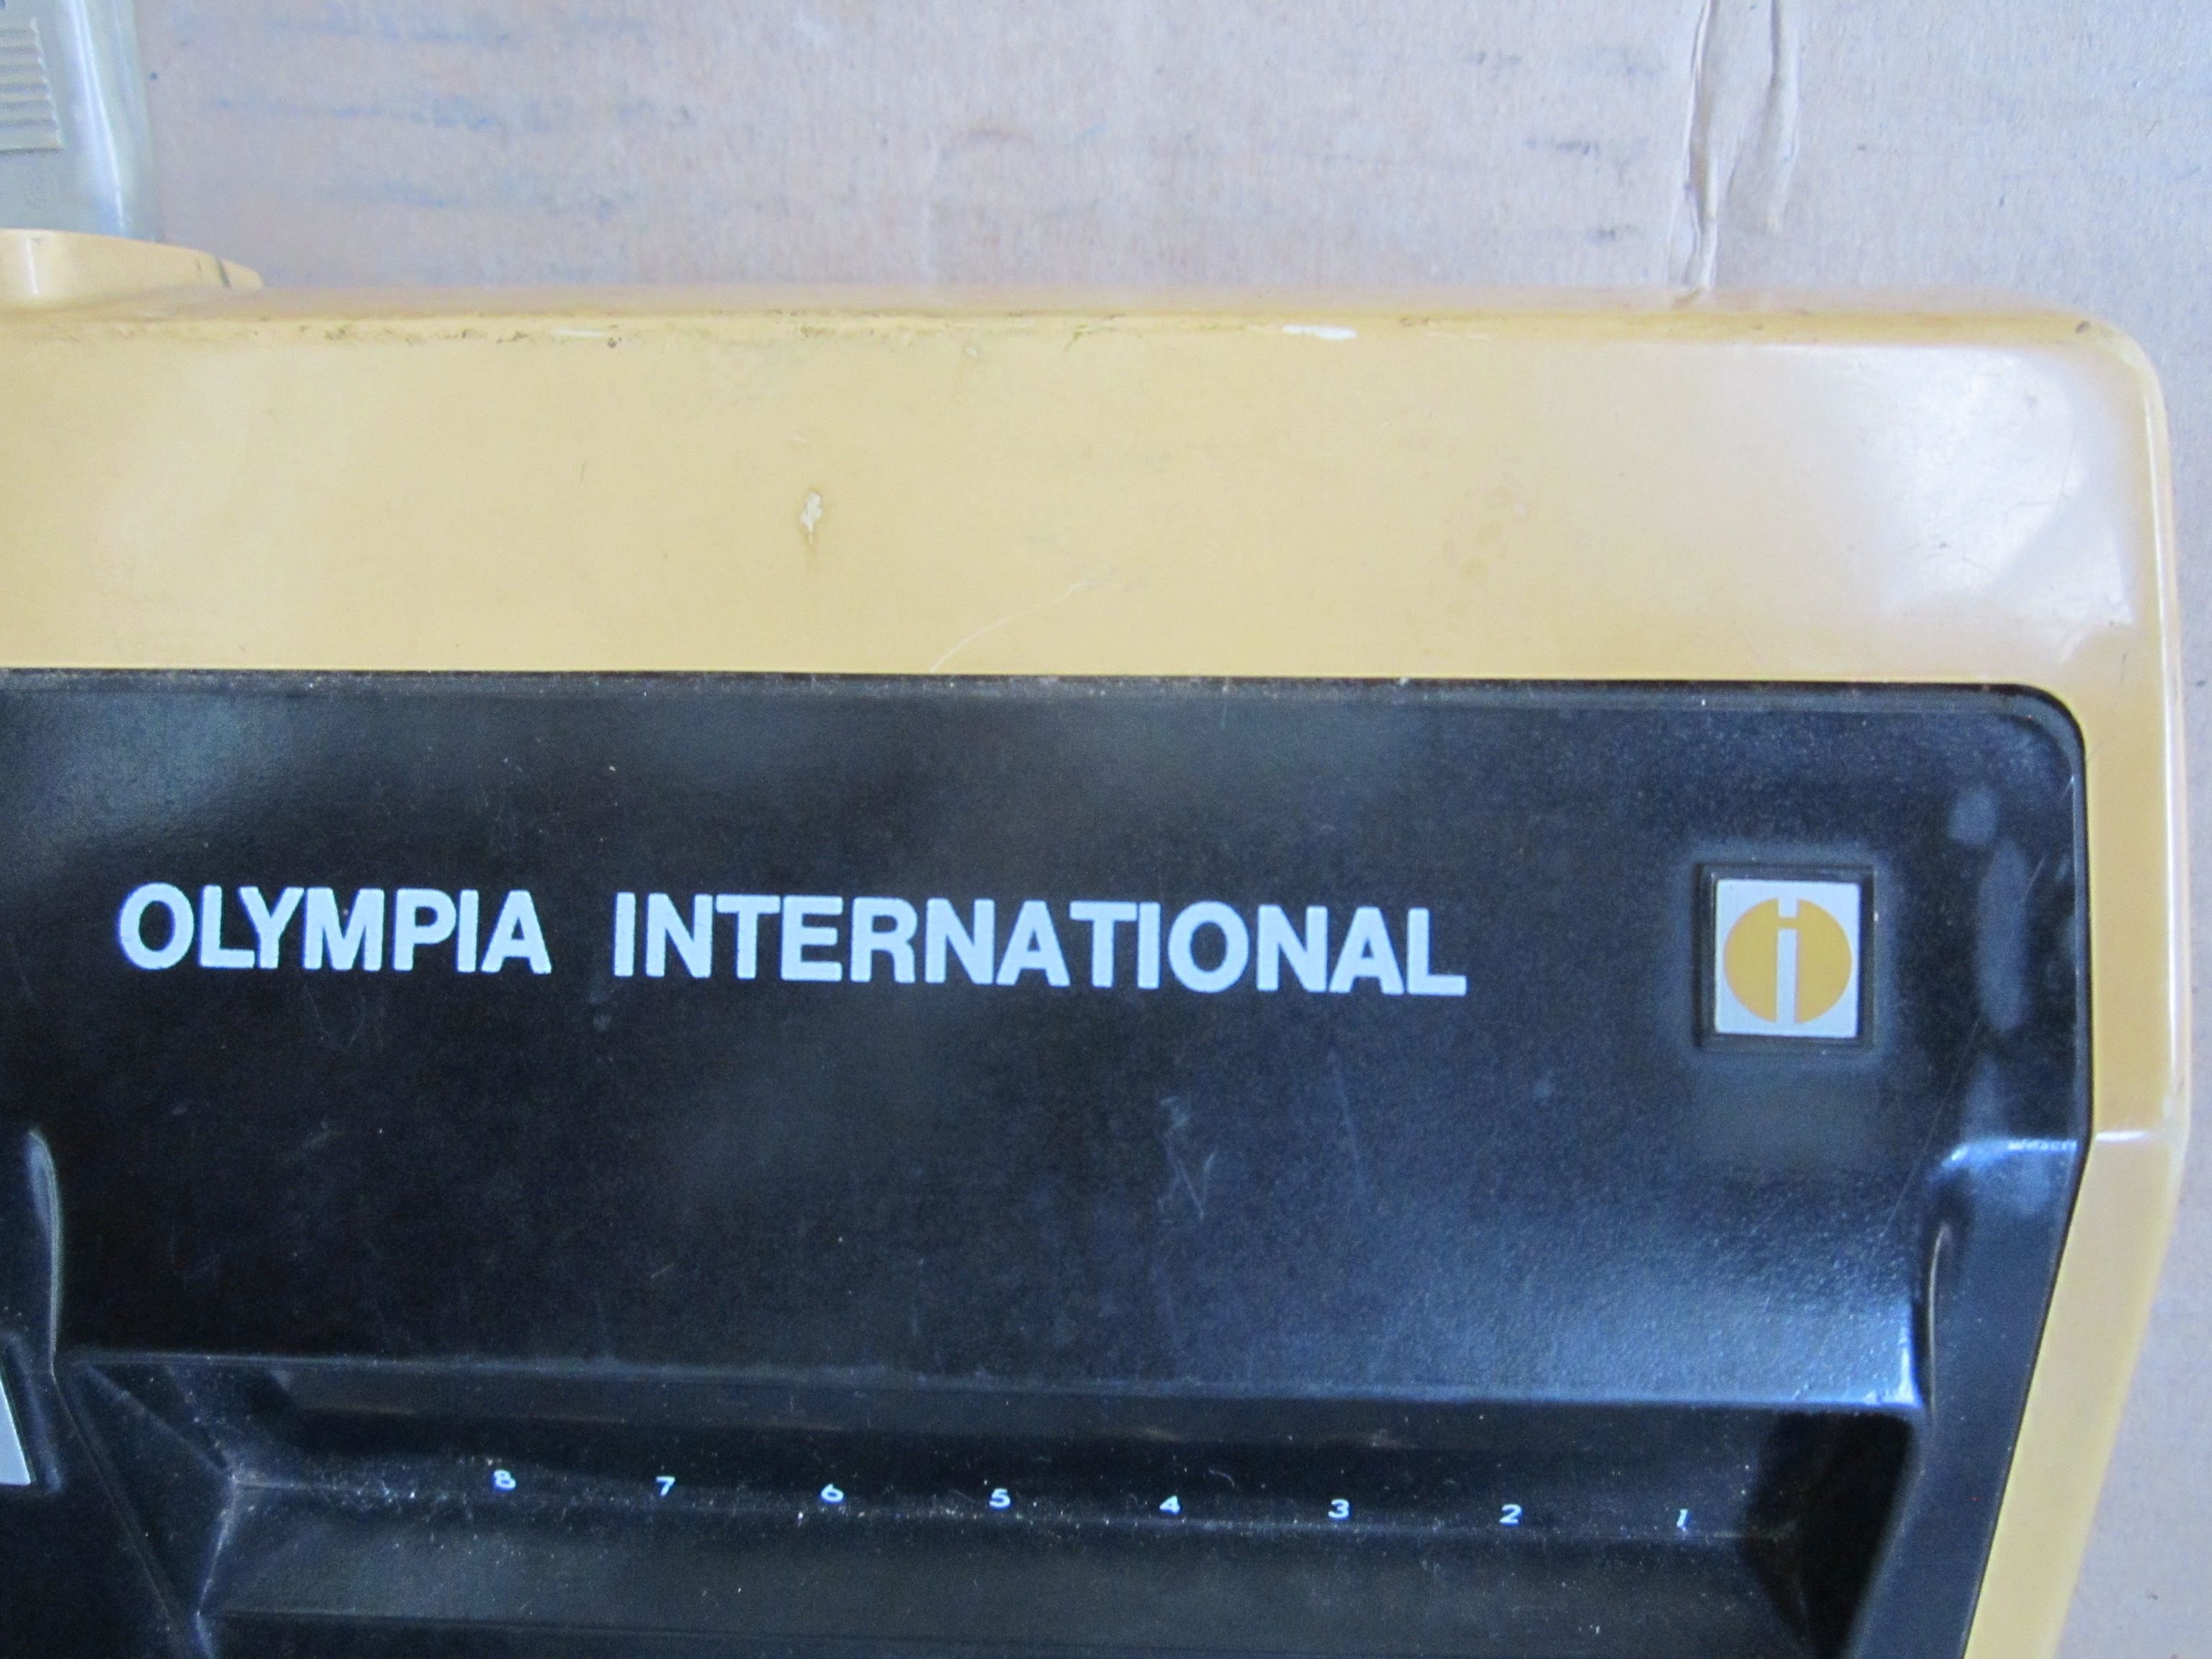 OLYMPIA INTERNATIONAL
i
8 7 6 5 4 3 2 1